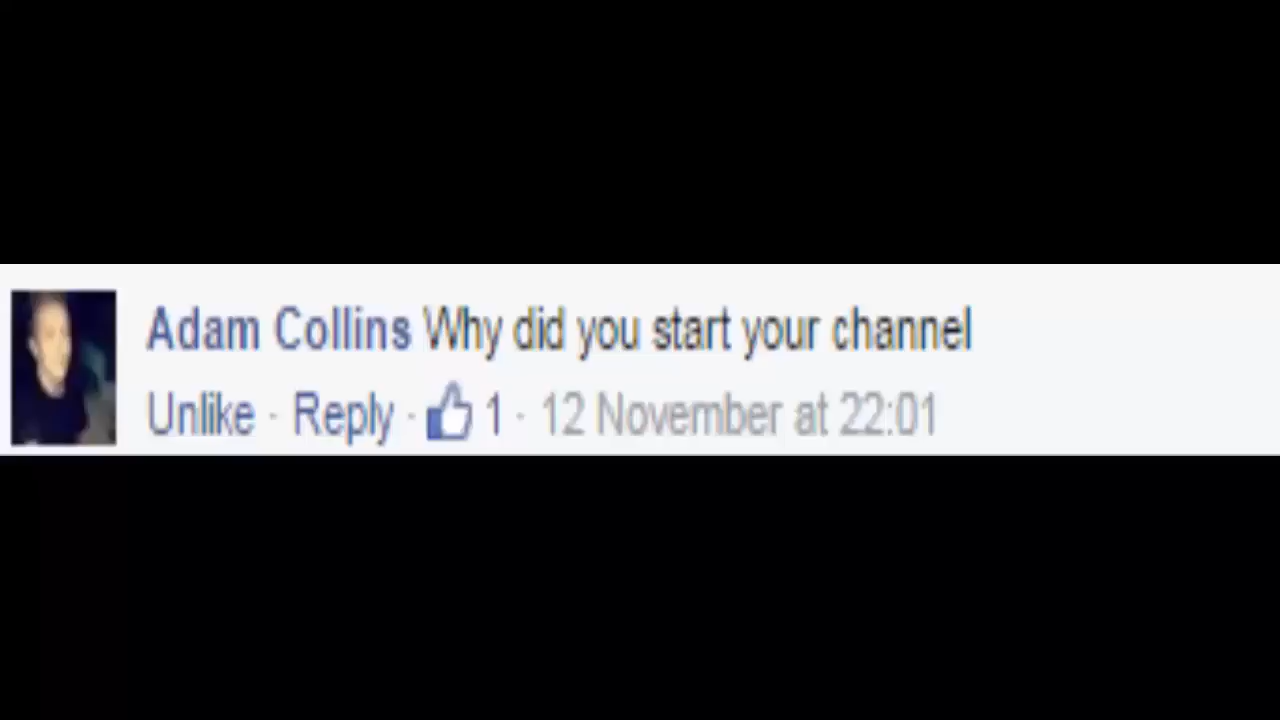 Adam Collins Why did you start your channel
Unlike · Reply · 1 · 12 November at 22:01